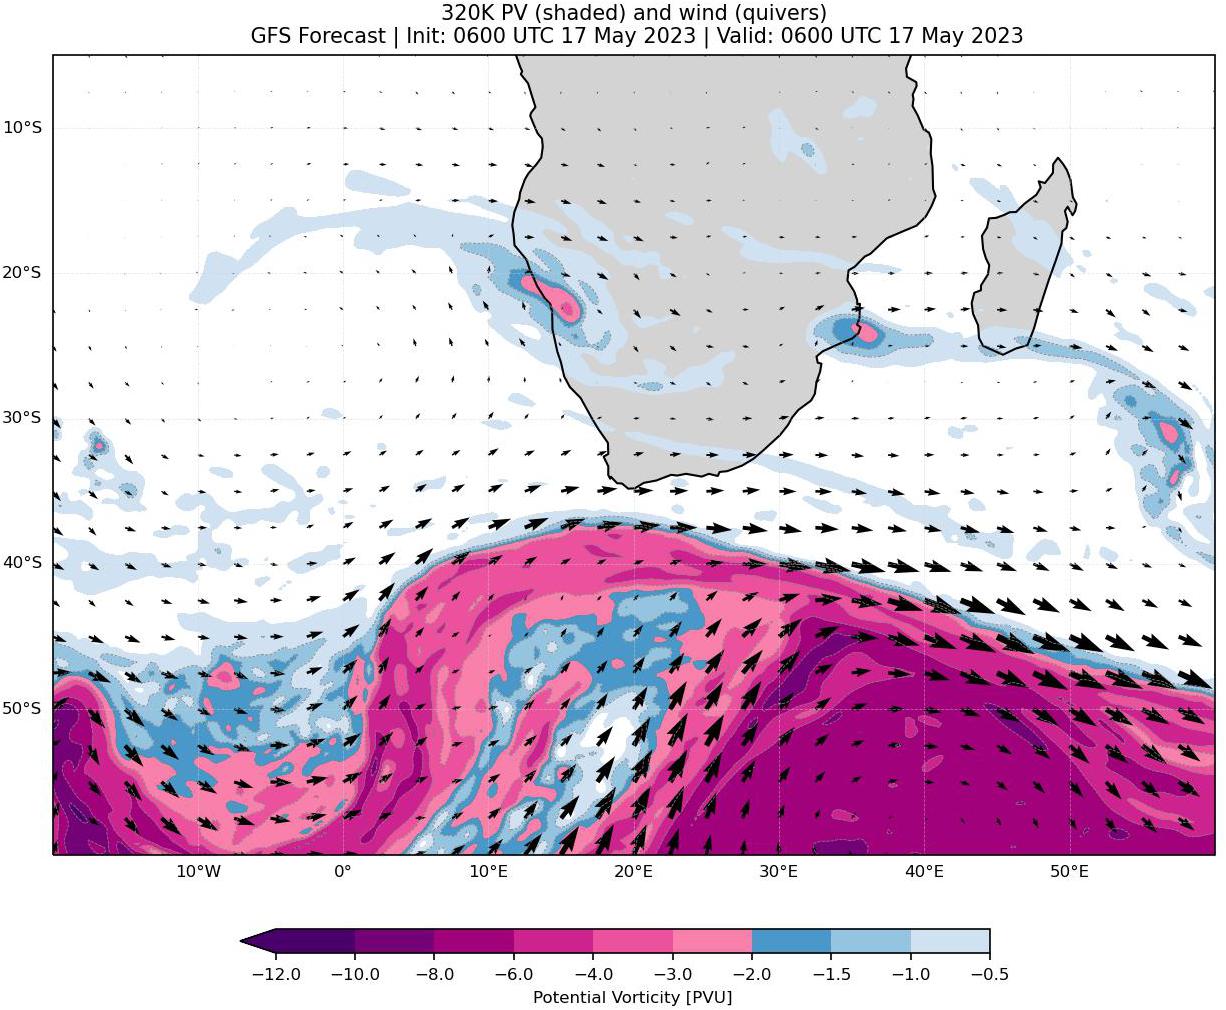 320K PV (shaded) and wind (quivers)
GFS Forecast | Init: 0600 UTC 17 May 2023 | Valid: 0600 UTC 17 May 2023
10°S
20°S
30°S
40°S
50°S
10°W 0° 10°E 20°E 30°E 40°E 50°E
−12.0 −10.0 −8.0 −6.0 −4.0 −3.0 −2.0 −1.5 −1.0 −0.5
Potential Vorticity [PVU]